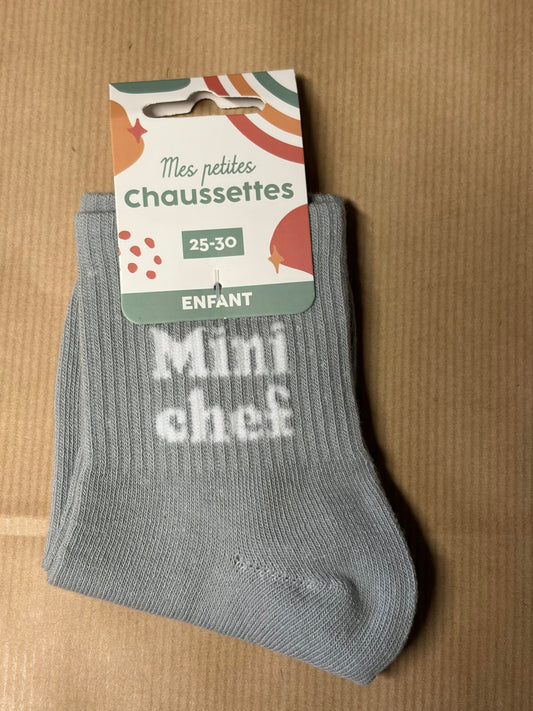 Mes petites
chaussettes
25-30
ENFANT
Mini
chef